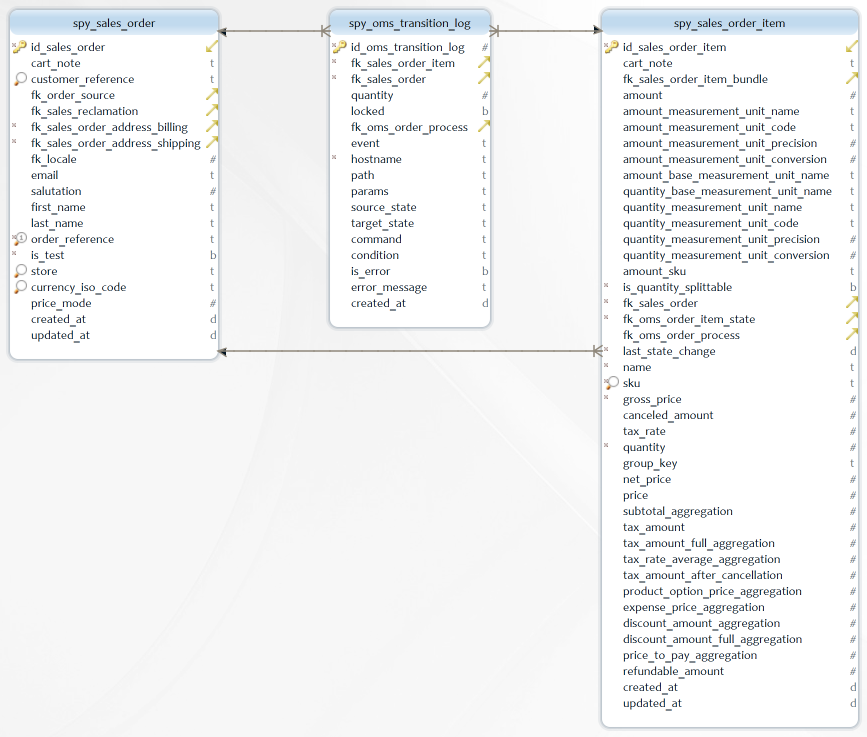 spy_sales_order
id_sales_order
cart_note t
customer_reference t
fk_order_source
fk_sales_reclamation
fk_sales_order_address_billing
fk_sales_order_address_shipping
fk_locale #
email t
salutation #
first_name t
last_name t
1 order_reference t
is_test b
store t
currency_iso_code t
price_mode #
created_at d
updated_at d
spy_oms_transition_log
id_oms_transition_log #
fk_sales_order_item
fk_sales_order
quantity #
locked b
fk_oms_order_process
event t
hostname t
path t
params t
source_state t
target_state t
command t
condition t
is_error b
error_message t
created_at d
spy_sales_order_item
id_sales_order_item
cart_note t
fk_sales_order_item_bundle
amount #
amount_measurement_unit_name t
amount_measurement_unit_code t
amount_measurement_unit_precision #
amount_measurement_unit_conversion #
amount_base_measurement_unit_name t
quantity_base_measurement_unit_name t
quantity_measurement_unit_name t
quantity_measurement_unit_code t
quantity_measurement_unit_precision #
quantity_measurement_unit_conversion #
amount_sku t
is_quantity_splittable b
fk_sales_order
fk_oms_order_item_state
fk_oms_order_process
last_state_change d
name t
sku t
gross_price #
canceled_amount #
tax_rate #
quantity #
group_key t
net_price #
price #
subtotal_aggregation #
tax_amount #
tax_amount_full_aggregation #
tax_rate_average_aggregation #
tax_amount_after_cancellation #
product_option_price_aggregation #
expense_price_aggregation #
discount_amount_aggregation #
discount_amount_full_aggregation #
price_to_pay_aggregation #
refundable_amount #
created_at d
updated_at d